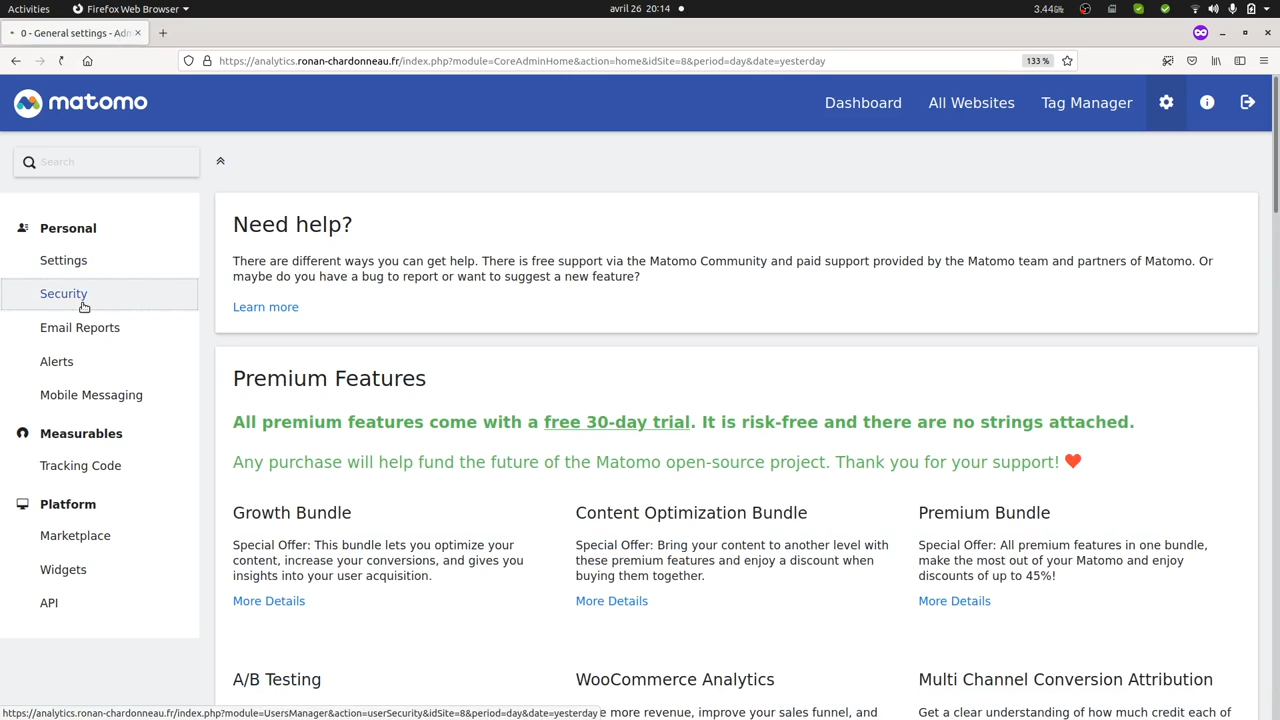 Activities
Firefox Web Browser
avril 26 20:14
3.44GHz
0 - General settings - Adm
https://analytics.ronan-chardonneau.fr/index.php?module=CoreAdminHome&action=home&idSite=8&period=day&date=yesterday
133 %
matomo
Dashboard
All Websites
Tag Manager
Search
Personal
Settings
Security
Email Reports
Alerts
Mobile Messaging
Measurables
Tracking Code
Platform
Marketplace
Widgets
API
Need help?
There are different ways you can get help. There is free support via the Matomo Community and paid support provided by the Matomo team and partners of Matomo. Or
maybe do you have a bug to report or want to suggest a new feature?
Learn more
Premium Features
All premium features come with a free 30-day trial. It is risk-free and there are no strings attached.
Any purchase will help fund the future of the Matomo open-source project. Thank you for your support!
Growth Bundle
Special Offer: This bundle lets you optimize your
content, increase your conversions, and gives you
insights into your user acquisition.
More Details
Content Optimization Bundle
Special Offer: Bring your content to another level with
these premium features and enjoy a discount when
buying them together.
More Details
Premium Bundle
Special Offer: All premium features in one bundle,
make the most out of your Matomo and enjoy
discounts of up to 45%!
More Details
A/B Testing
WooCommerce Analytics
e more revenue, improve your sales funnel, and
Multi Channel Conversion Attribution
Get a clear understanding of how much credit each of
https://analytics.ronan-chardonneau.fr/index.php?module=UsersManager&action=userSecurity&idSite=8&period=day&date=yesterday